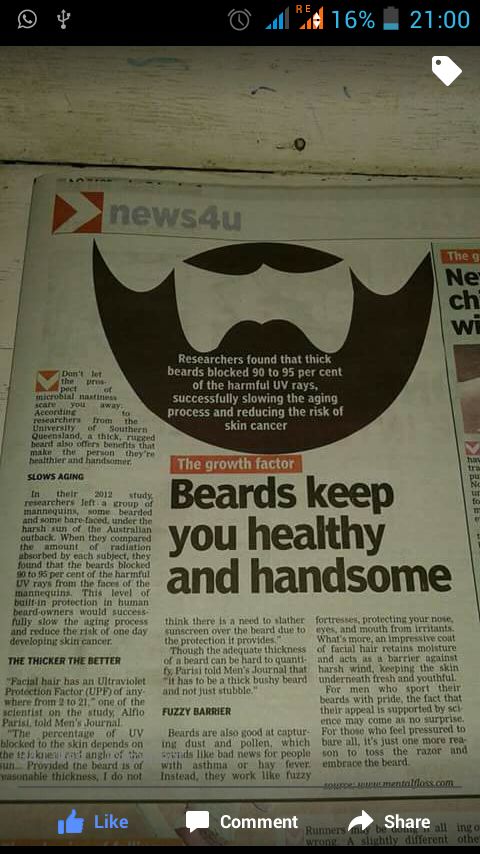 RE
16%
21:00
news4u
Researchers found that thick
beards blocked 90 to 95 per cent
of the harmful UV rays,
successfully slowing the aging
process and reducing the risk of
skin cancer
The growth factor
Beards keep
you healthy
and handsome
Don't let
the pros-
pect of
microbial nastiness
scare you away.
According to
researchers from the
University of Southern
Queensland, a thick, rugged
beard also offers benefits that
make the person they're
healthier and handsomer.
SLOWS AGING
In their 2012 study,
researchers left a group of
mannequins, some bearded
and some bare-faced, under the
harsh sun of the Australian
outback. When they compared
the amount of radiation
absorbed by each subject, they
found that the beards blocked
90 to 95 per cent of the harmful
UV rays from the faces of the
mannequins. This level of
built-in protection in human
beard-owners would success-
fully slow the aging process
and reduce the risk of one day
developing skin cancer.
THE THICKER THE BETTER
"Facial hair has an Ultraviolet
Protection Factor (UPF) of any-
where from 2 to 21," one of the
scientist on the study, Alfio
Parisi, told Men's Journal.
"The percentage of UV
blocked to the skin depends on
the thickness and angle of the
sun... Provided the beard is of
reasonable thickness, I do not
think there is a need to slather
sunscreen over the beard due to
the protection it provides."
Though the adequate thickness
of a beard can be hard to quanti-
fy, Parisi told Men's Journal that
"it has to be a thick bushy beard
and not just stubble."
FUZZY BARRIER
Beards are also good at captur-
ing dust and pollen, which
sounds like bad news for people
with asthma or hay fever.
Instead, they work like fuzzy
fortresses, protecting your nose,
eyes, and mouth from irritants.
What's more, an impressive coat
of facial hair retains moisture
and acts as a barrier against
harsh wind, keeping the skin
underneath fresh and youthful.
For men who sport their
beards with pride, the fact that
their appeal is supported by sci-
ence may come as no surprise.
For those who feel pressured to
bare all, it's just one more rea-
son to toss the razor and
embrace the beard.
source: www.mentalfloss.com
The g
Ne
ch
wi
Runners may be doing it all
wrong. A slightly different
Like
Comment
Share